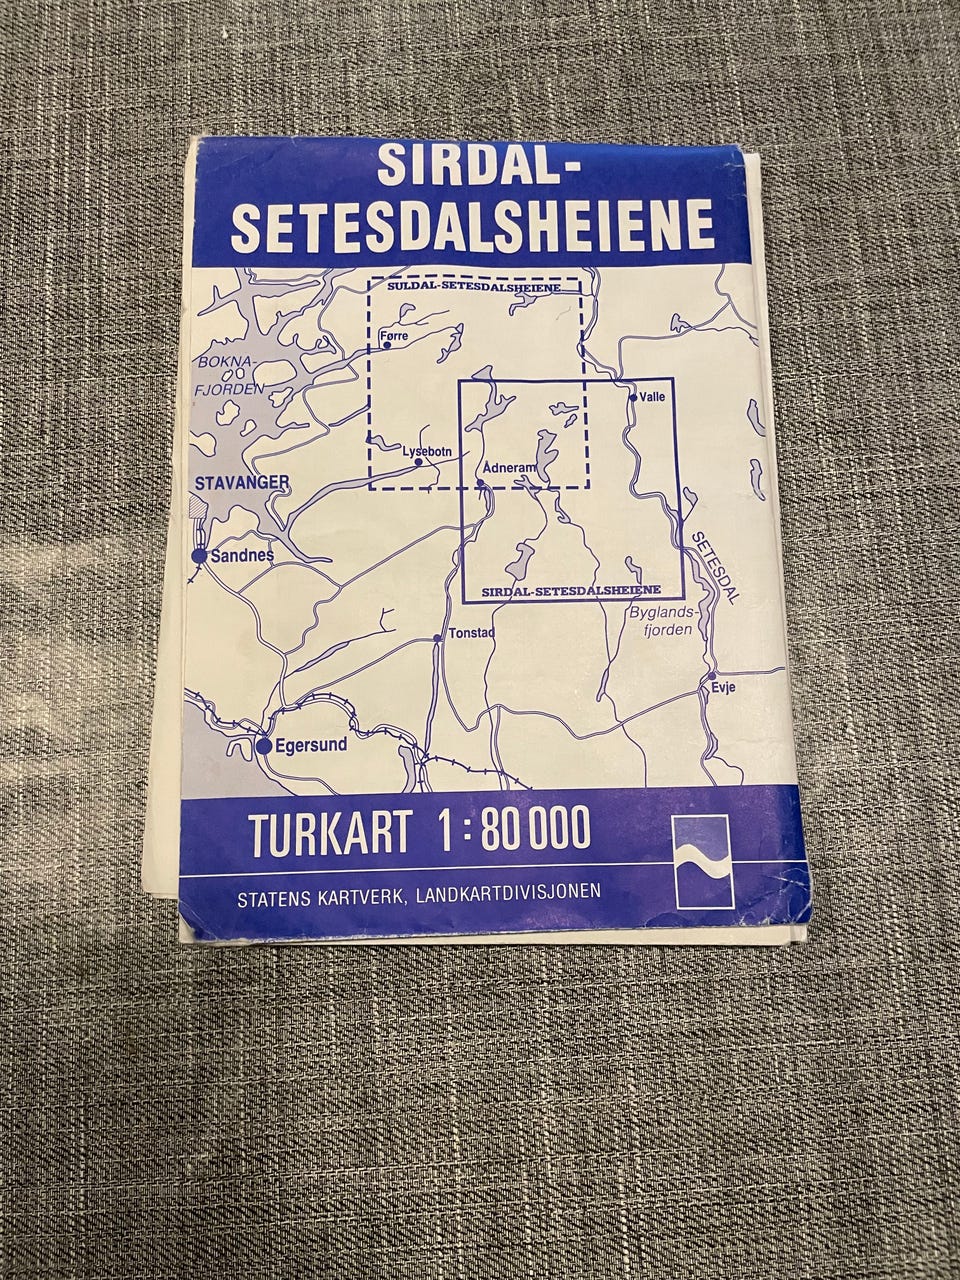 SIRDAL-
SETESDALSHEIENE
SULDAL-SETESDALSHEIENE
Førre
BOKNA-
FJORDEN
Valle
Lysebotn
Ådneram
STAVANGER
Sandnes
SETESDAL
SIRDAL-SETESDALSHEIENE
Byglands-
fjorden
Tonstad
Evje
Egersund
TURKART 1:80 000
STATENS KARTVERK, LANDKARTDIVISJONEN